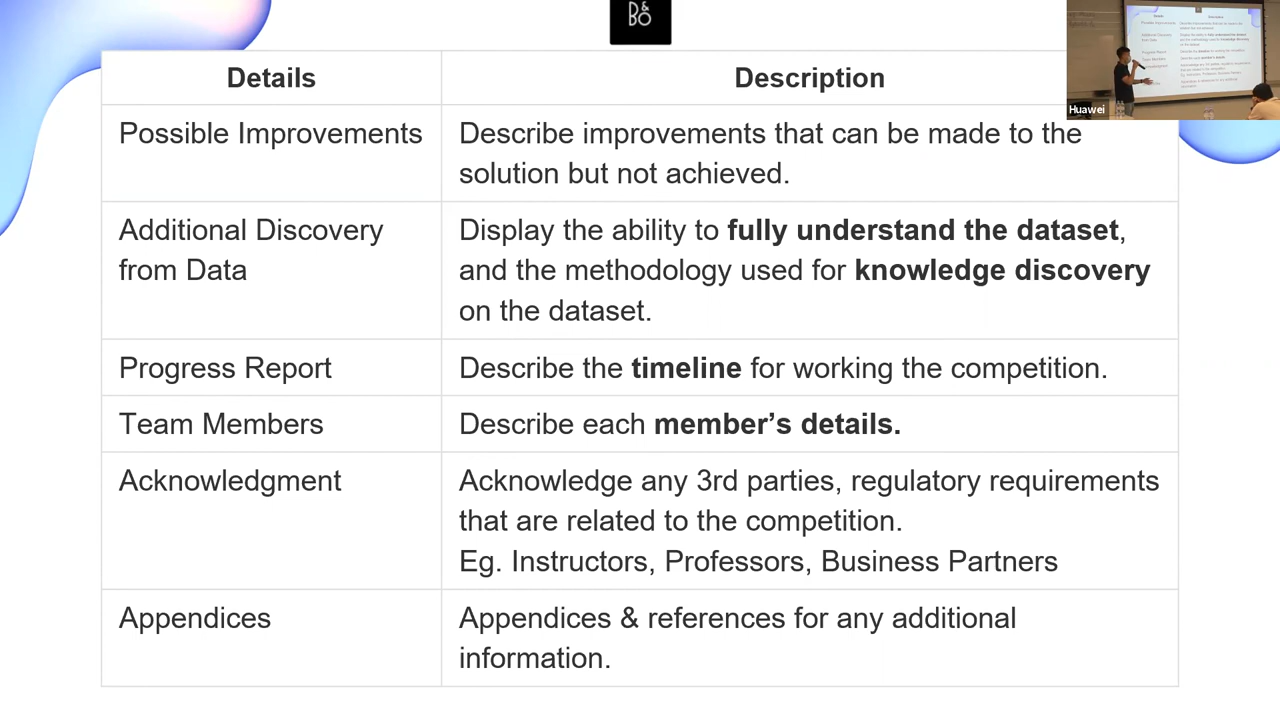 D&
BO
Details
Description
Huawei
Possible Improvements
Describe improvements that can be made to the
solution but not achieved.
Additional Discovery
from Data
Display the ability to fully understand the dataset,
and the methodology used for knowledge discovery
on the dataset.
Progress Report
Describe the timeline for working the competition.
Team Members
Describe each member’s details.
Acknowledgment
Acknowledge any 3rd parties, regulatory requirements
that are related to the competition.
Eg. Instructors, Professors, Business Partners
Appendices
Appendices & references for any additional
information.